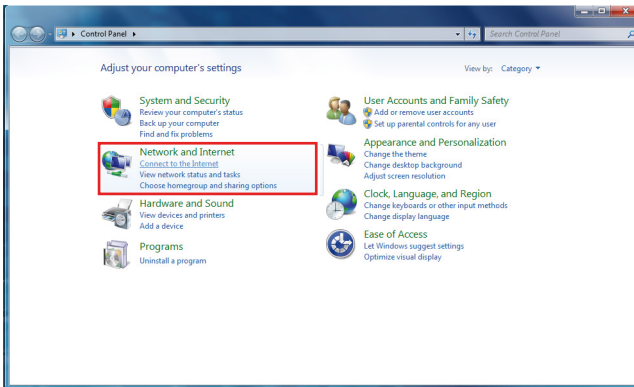 Control Panel
Search Control Panel
Adjust your computer's settings
View by: Category
System and Security
Review your computer's status
Back up your computer
Find and fix problems
Network and Internet
Connect to the Internet
View network status and tasks
Choose homegroup and sharing options
Hardware and Sound
View devices and printers
Add a device
Programs
Uninstall a program
User Accounts and Family Safety
Add or remove user accounts
Set up parental controls for any user
Appearance and Personalization
Change the theme
Change desktop background
Adjust screen resolution
Clock, Language, and Region
Change keyboards or other input methods
Change display language
Ease of Access
Let Windows suggest settings
Optimize visual display